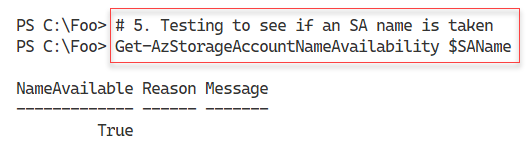 PS C:\Foo> # 5. Testing to see if an SA name is taken
PS C:\Foo> Get-AzStorageAccountNameAvailability $SAName
NameAvailable Reason Message
------------- ------ -------
True